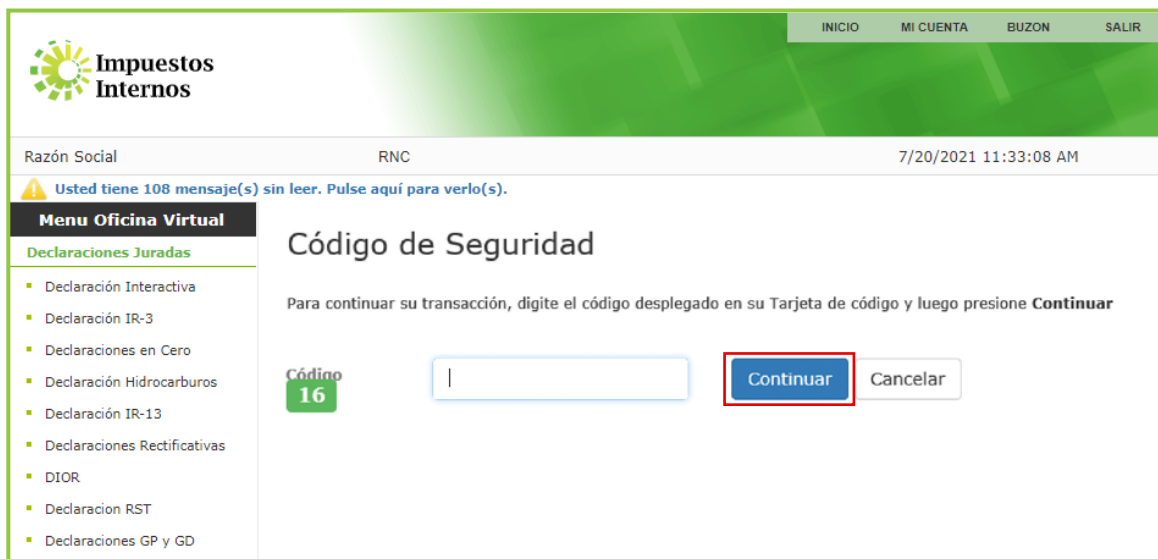 INICIO MI CUENTA BUZON SALIR
Impuestos
Internos
Razón Social RNC 7/20/2021 11:33:08 AM
Usted tiene 108 mensaje(s) sin leer. Pulse aquí para verlo(s).
Menu Oficina Virtual
Declaraciones Juradas
Declaración Interactiva
Declaración IR-3
Declaraciones en Cero
Declaración Hidrocarburos
Declaración IR-13
Declaraciones Rectificativas
DIOR
Declaracion RST
Declaraciones GP y GD
Código de Seguridad
Para continuar su transacción, digite el código desplegado en su Tarjeta de código y luego presione Continuar
Código
16
Continuar Cancelar